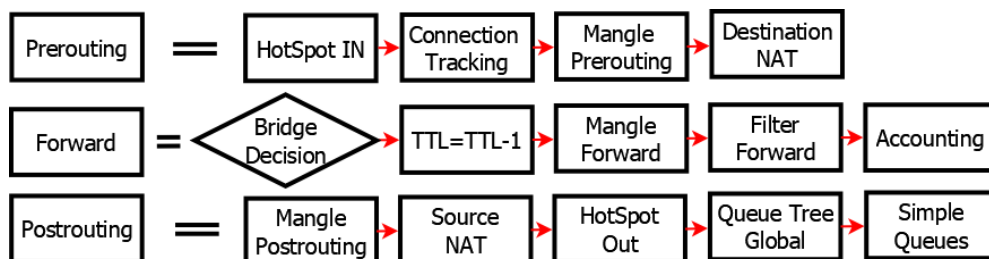 Prerouting
=
HotSpot IN
Connection
Tracking
Mangle
Prerouting
Destination
NAT
Forward
=
Bridge
Decision
TTL=TTL-1
Mangle
Forward
Filter
Forward
Accounting
Postrouting
=
Mangle
Postrouting
Source
NAT
HotSpot
Out
Queue Tree
Global
Simple
Queues